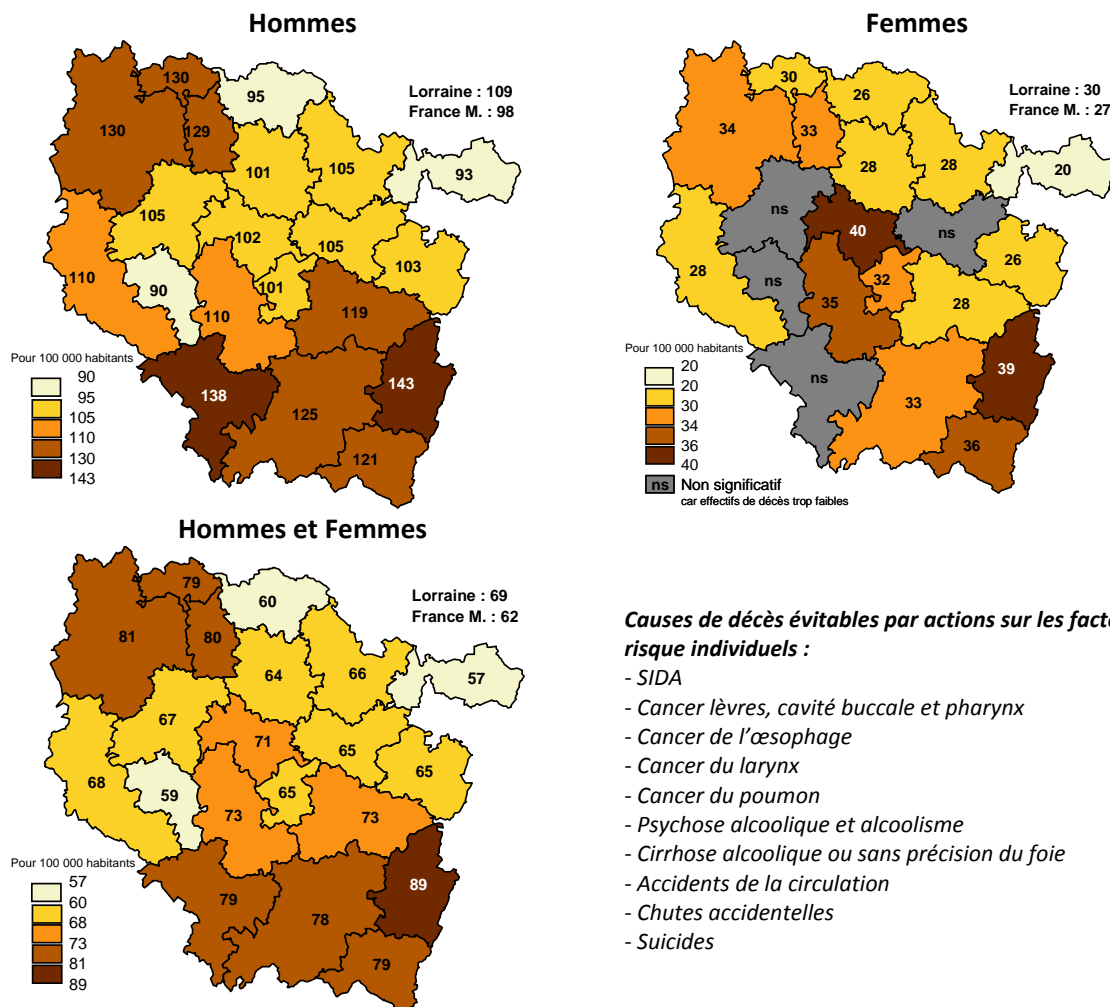 Hommes
Lorraine : 109
France M. : 98
130
95
130
129
101
105
93
105
102
105
103
110
90
101
110
119
138
143
125
121
Pour 100 000 habitants
90
95
105
110
130
143
Femmes
Lorraine : 30
France M. : 27
30
26
34
33
28
28
20
ns
40
ns
28
26
ns
32
35
28
ns
39
33
36
Pour 100 000 habitants
20
20
30
34
36
40
ns Non significatif
car effectifs de décès trop faibles
Hommes et Femmes
Lorraine : 69
France M. : 62
79
60
81
80
64
66
57
67
71
65
65
68
59
65
73
73
79
89
78
79
Pour 100 000 habitants
57
60
68
73
81
89
Causes de décès évitables par actions sur les facte
risque individuels :
- SIDA
- Cancer lèvres, cavité buccale et pharynx
- Cancer de l'œsophage
- Cancer du larynx
- Cancer du poumon
- Psychose alcoolique et alcoolisme
- Cirrhose alcoolique ou sans précision du foie
- Accidents de la circulation
- Chutes accidentelles
- Suicides